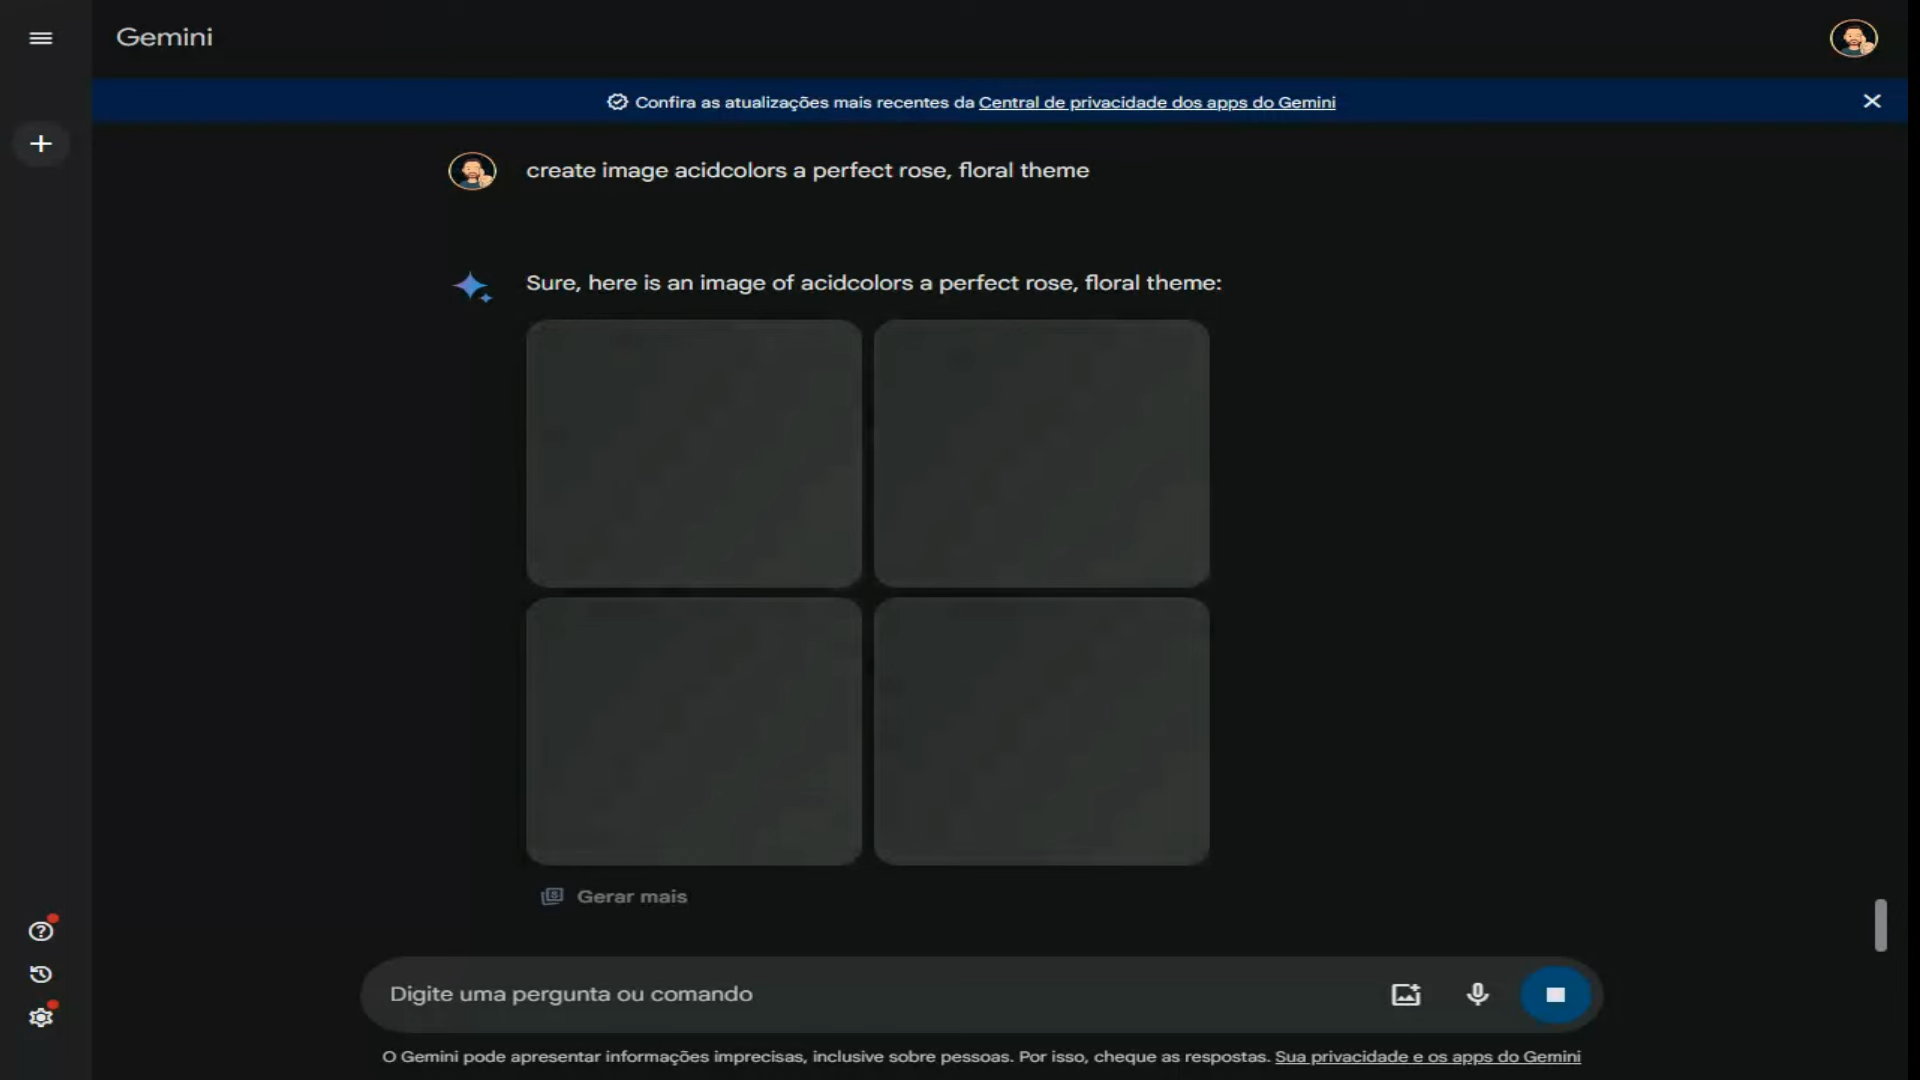 Gemini
Confira as atualizações mais recentes da Central de privacidade dos apps do Gemini
create image acidcolors a perfect rose, floral theme
Sure, here is an image of acidcolors a perfect rose, floral theme:
Gerar mais
Digite uma pergunta ou comando
O Gemini pode apresentar informações imprecisas, inclusive sobre pessoas. Por isso, cheque as respostas. Sua privacidade e os apps do Gemini